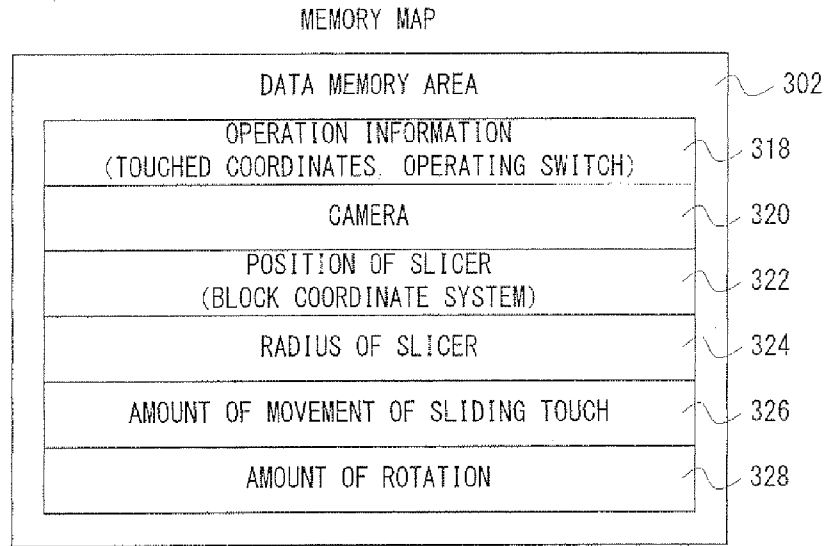 MEMORY MAP
DATA MEMORY AREA
302
OPERATION INFORMATION
(TOUCHED COORDINATES, OPERATING SWITCH)
318
CAMERA
320
POSITION OF SLICER
(BLOCK COORDINATE SYSTEM)
322
RADIUS OF SLICER
324
AMOUNT OF MOVEMENT OF SLIDING TOUCH
326
AMOUNT OF ROTATION
328